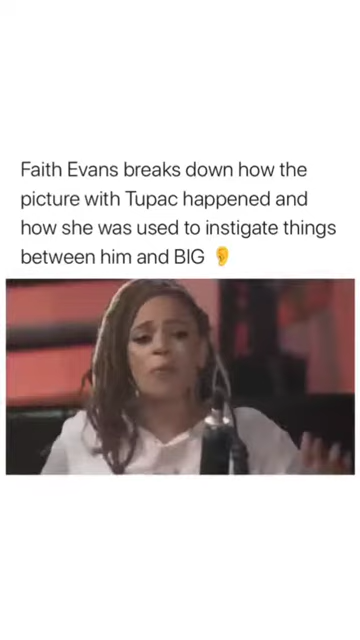 Faith Evans breaks down how the
picture with Tupac happened and
how she was used to instigate things
between him and BIG 👂